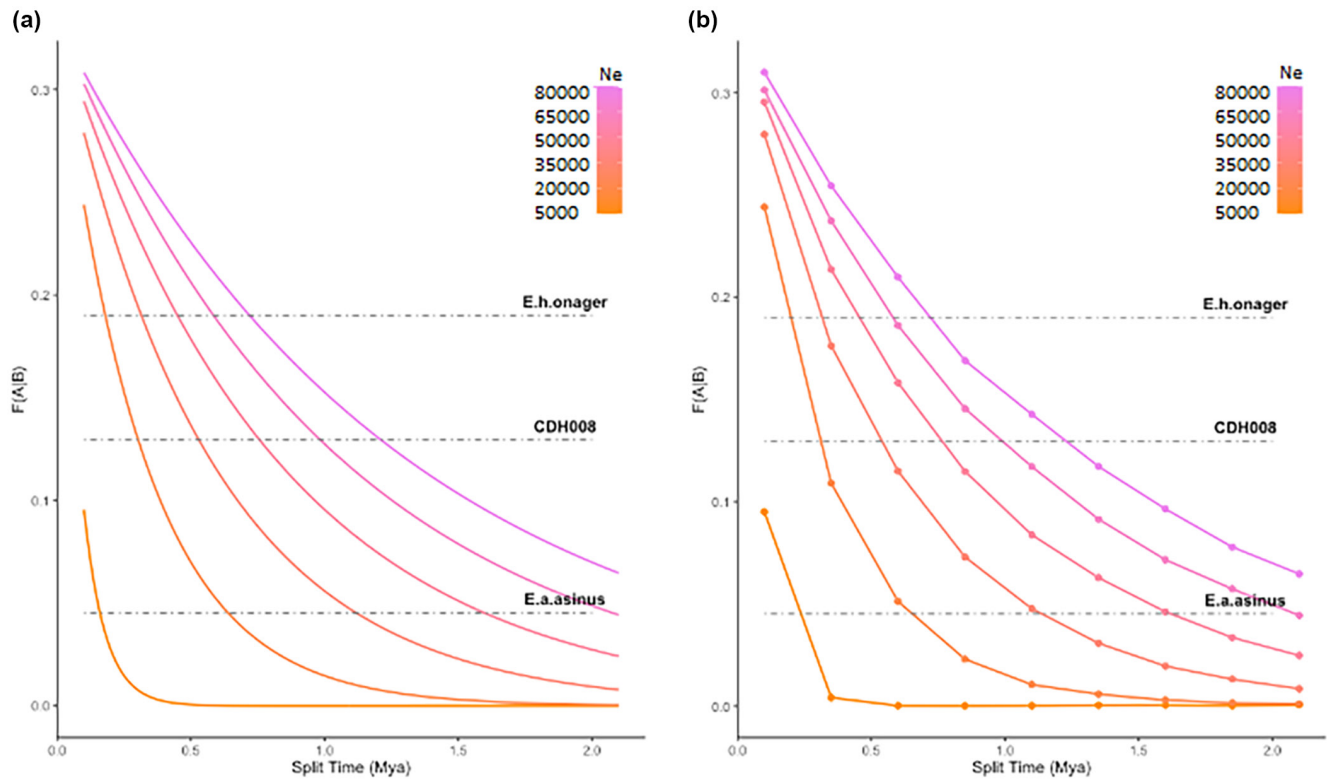 (a)
Ne
80000
65000
50000
35000
20000
5000
0.3
0.2
0.1
0.0
F(A|B)
E.h.onager
CDH008
E.a.asinus
0.0
0.5
1.0
1.5
2.0
Split Time (Mya)
(b)
Ne
80000
65000
50000
35000
20000
5000
0.3
0.2
0.1
0.0
F(A|B)
E.h.onager
CDH008
E.a.asinus
0.0
0.5
1.0
1.5
2.0
Split Time (Mya)